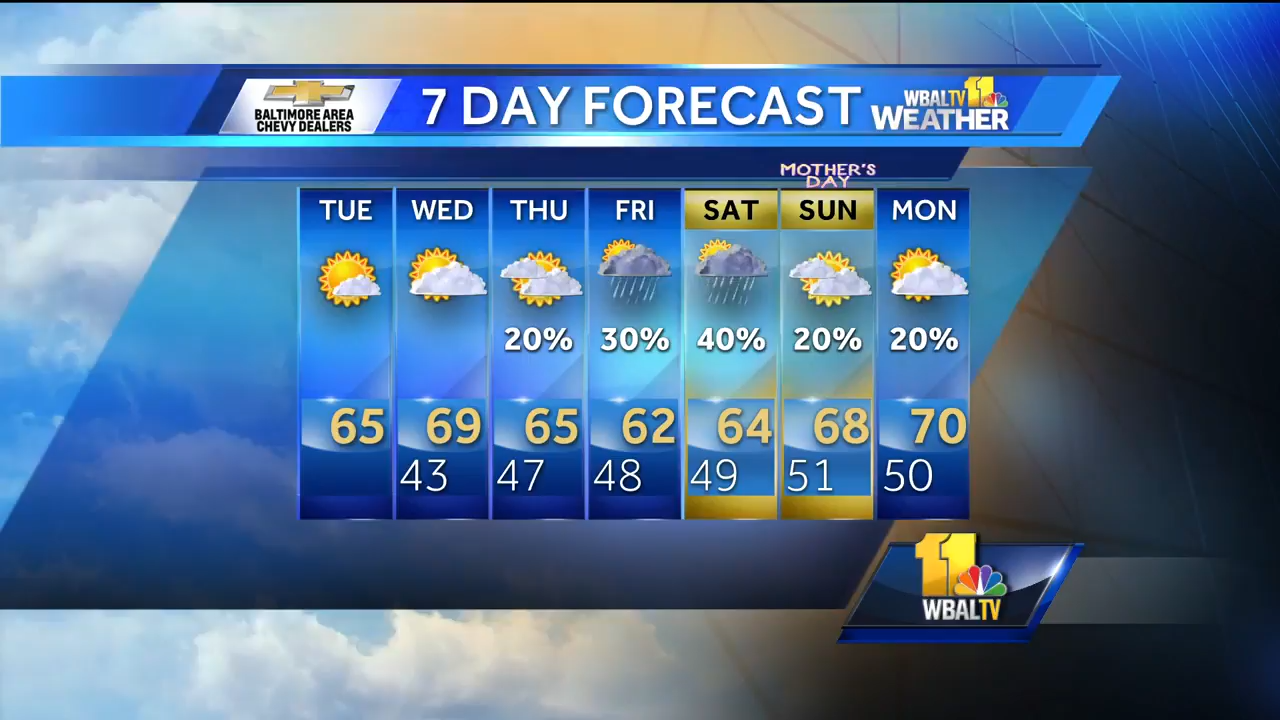 BALTIMORE AREA
CHEVY DEALERS
7 DAY FORECAST
WBALTV 11
WEATHER
MOTHER'S
DAY
TUE WED THU FRI SAT SUN MON
20% 30% 40% 20% 20%
65 69 65 62 64 68 70
43 47 48 49 51 50
11
WBALTV